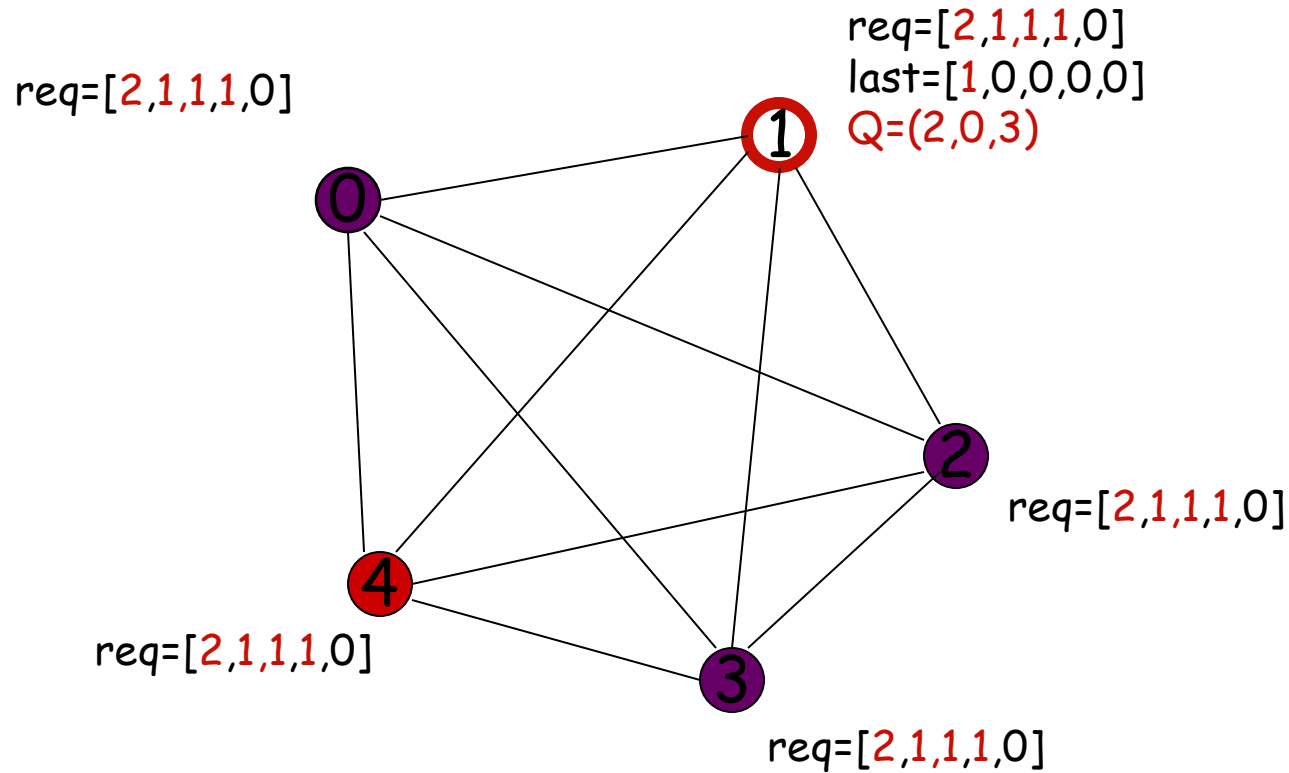 req=[2,1,1,1,0]
last=[1,0,0,0,0]
Q=(2,0,3)
req=[2,1,1,1,0]
1
0
2
req=[2,1,1,1,0]
4
req=[2,1,1,1,0]
3
req=[2,1,1,1,0]